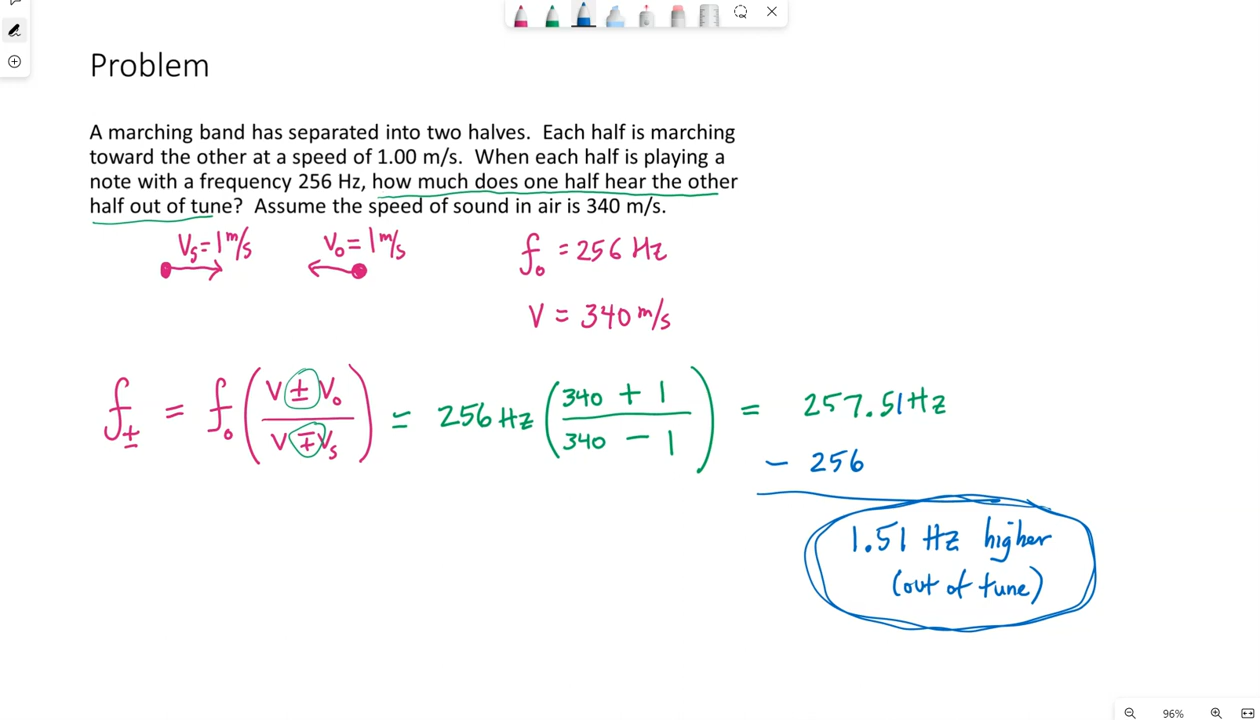 Problem
A marching band has separated into two halves. Each half is marching
toward the other at a speed of 1.00 m/s. When each half is playing a
note with a frequency 256 Hz, how much does one half hear the other
half out of tune? Assume the speed of sound in air is 340 m/s.
Vs = 1 m/s Vo = 1 m/s fo = 256 Hz
V = 340 m/s
f± = fo ( (V ± Vo) / (V ∓ Vs) ) = 256 Hz ( (340 + 1) / (340 − 1) ) = 257.51 Hz
− 256
1.51 Hz higher
(out of tune)
96%